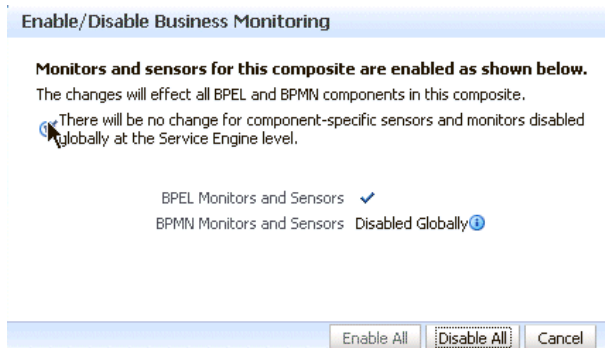 Enable/Disable Business Monitoring
Monitors and sensors for this composite are enabled as shown below.
The changes will effect all BPEL and BPMN components in this composite.
There will be no change for component-specific sensors and monitors disabled
globally at the Service Engine level.
BPEL Monitors and Sensors
BPMN Monitors and Sensors Disabled Globally
Enable All Disable All Cancel